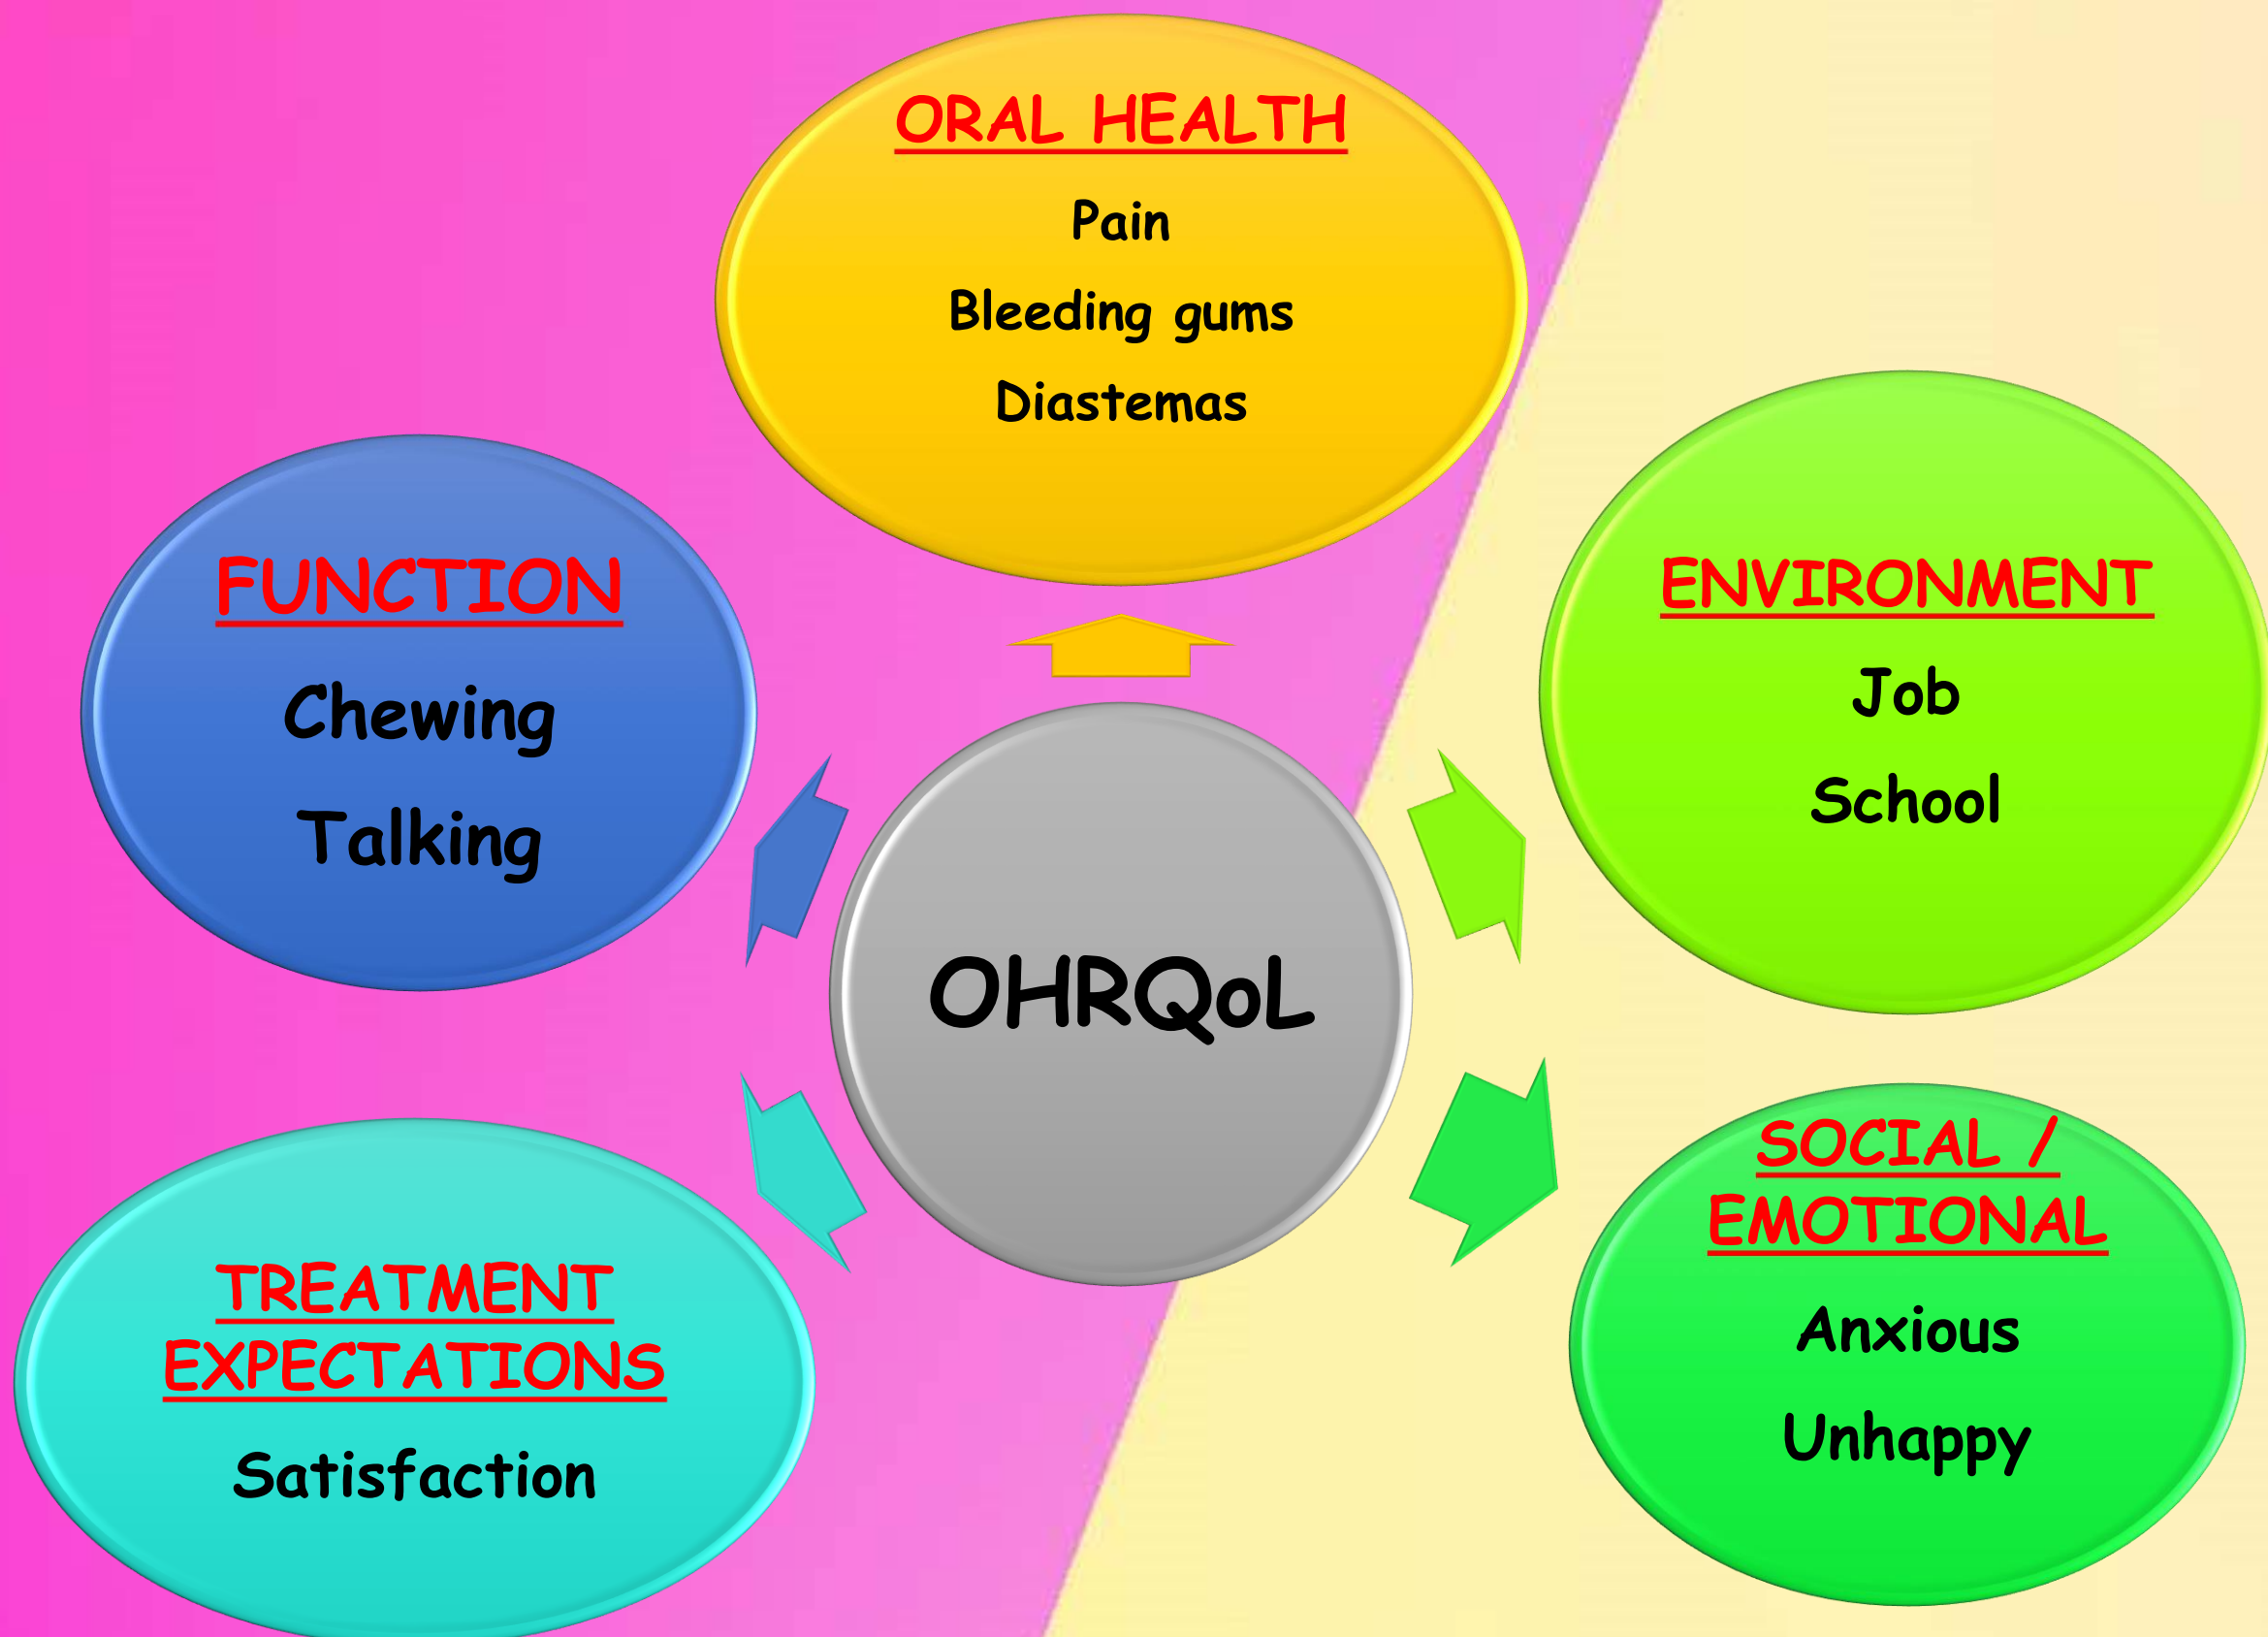 ORAL HEALTH
Pain
Bleeding gums
Diastemas
FUNCTION
Chewing
Talking
ENVIRONMENT
Job
School
OHRQoL
TREATMENT
EXPECTATIONS
Satisfaction
SOCIAL /
EMOTIONAL
Anxious
Unhappy